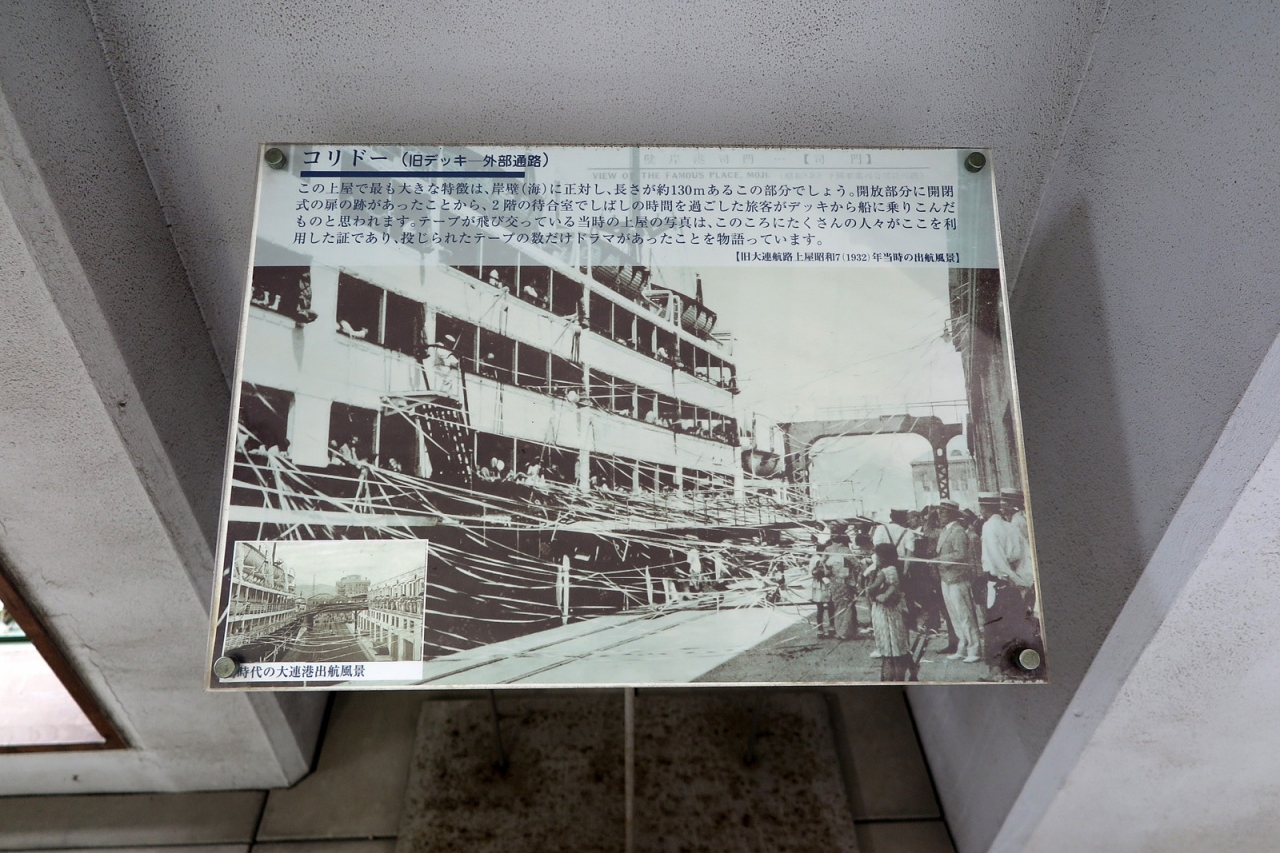 コリドー（旧デッキ─外部通路）
壁岸港司門 … 【司門】
VIEW OF THE FAMOUS PLACE, MOJI.
この上屋で最も大きな特徴は、岸壁（海）に正対し、長さが約130mあるこの部分でしょう。開放部分に開閉
式の扉の跡があったことから、2階の待合室でしばしの時間を過ごした旅客がデッキから船に乗りこんだ
ものと思われます。テープが飛び交っている当時の上屋の写真は、このころにたくさんの人々がここを利
用した証であり、投じられたテープの数だけドラマがあったことを物語っています。
【旧大連航路上屋昭和7(1932)年当時の出航風景】
時代の大連港出航風景